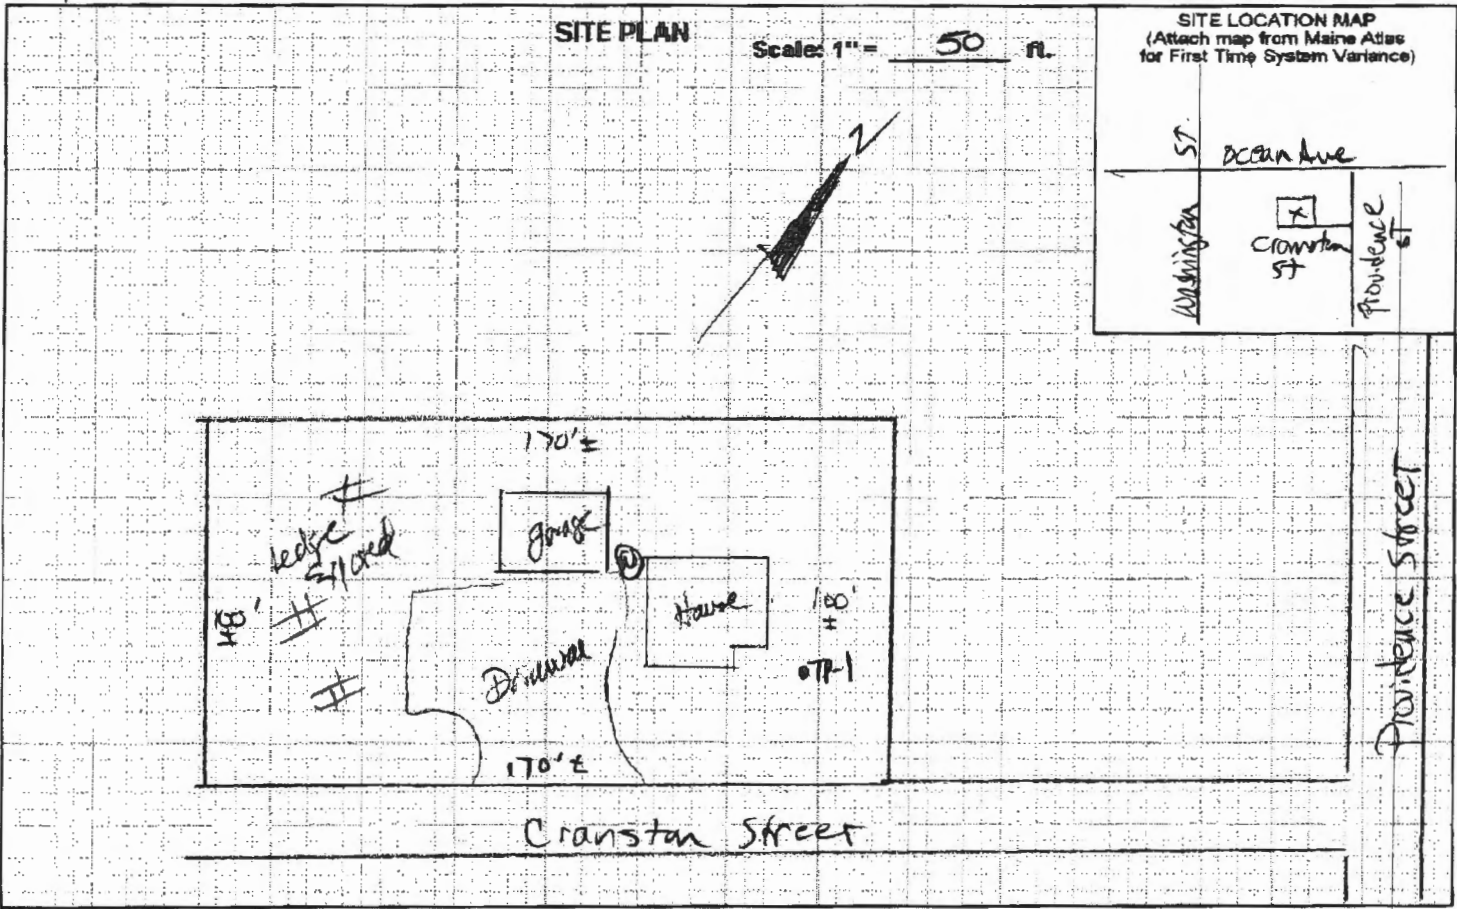 SITE PLAN
Scale: 1" = 50 ft.
SITE LOCATION MAP
(Attach map from Maine Atlas
for First Time System Variance)
Washington ST.
Ocean Ave
X
Cranston
ST
Providence
ST
N
170'±
Ledge
Exposed
garage
W
House
Driveway
TP-1
170'±
Cranston Street
Providence Street